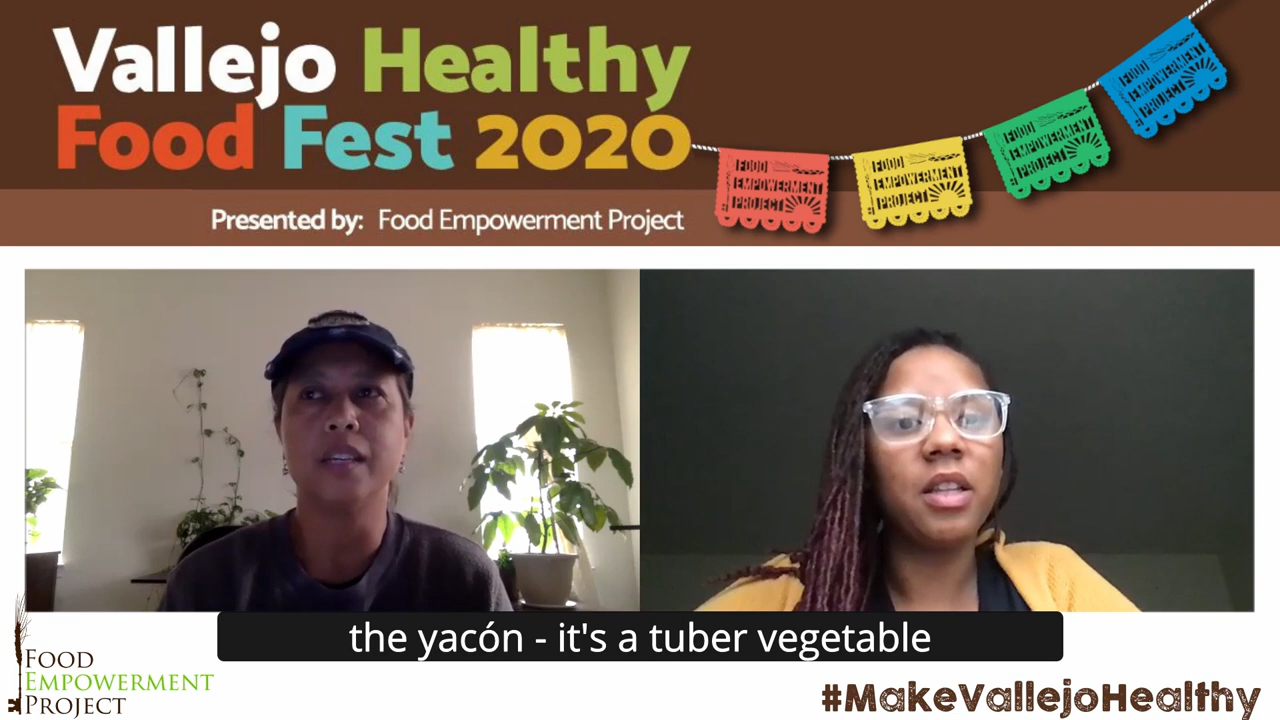 Vallejo Healthy
Food Fest 2020
Presented by: Food Empowerment Project
FOOD
EMPOWERMENT
PROJECT
FOOD
EMPOWERMENT
PROJECT
FOOD
EMPOWERMENT
PROJECT
FOOD
EMPOWERMENT
PROJECT
the yacón - it's a tuber vegetable
FOOD
EMPOWERMENT
PROJECT
#MakeVallejoHealthy